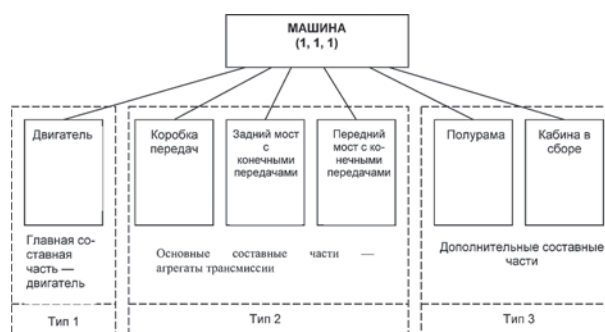 МАШИНА
(1, 1, 1)
Двигатель
Коробка
передач
Задний мост
с
конечными
передачами
Передний
мост с ко-
нечными
передачами
Полурама
Кабина в
сборе
Главная со-
ставная
часть —
двигатель
Основные составные части —
агрегаты трансмиссии
Дополнительные составные
части
Тип 1
Тип 2
Тип 3